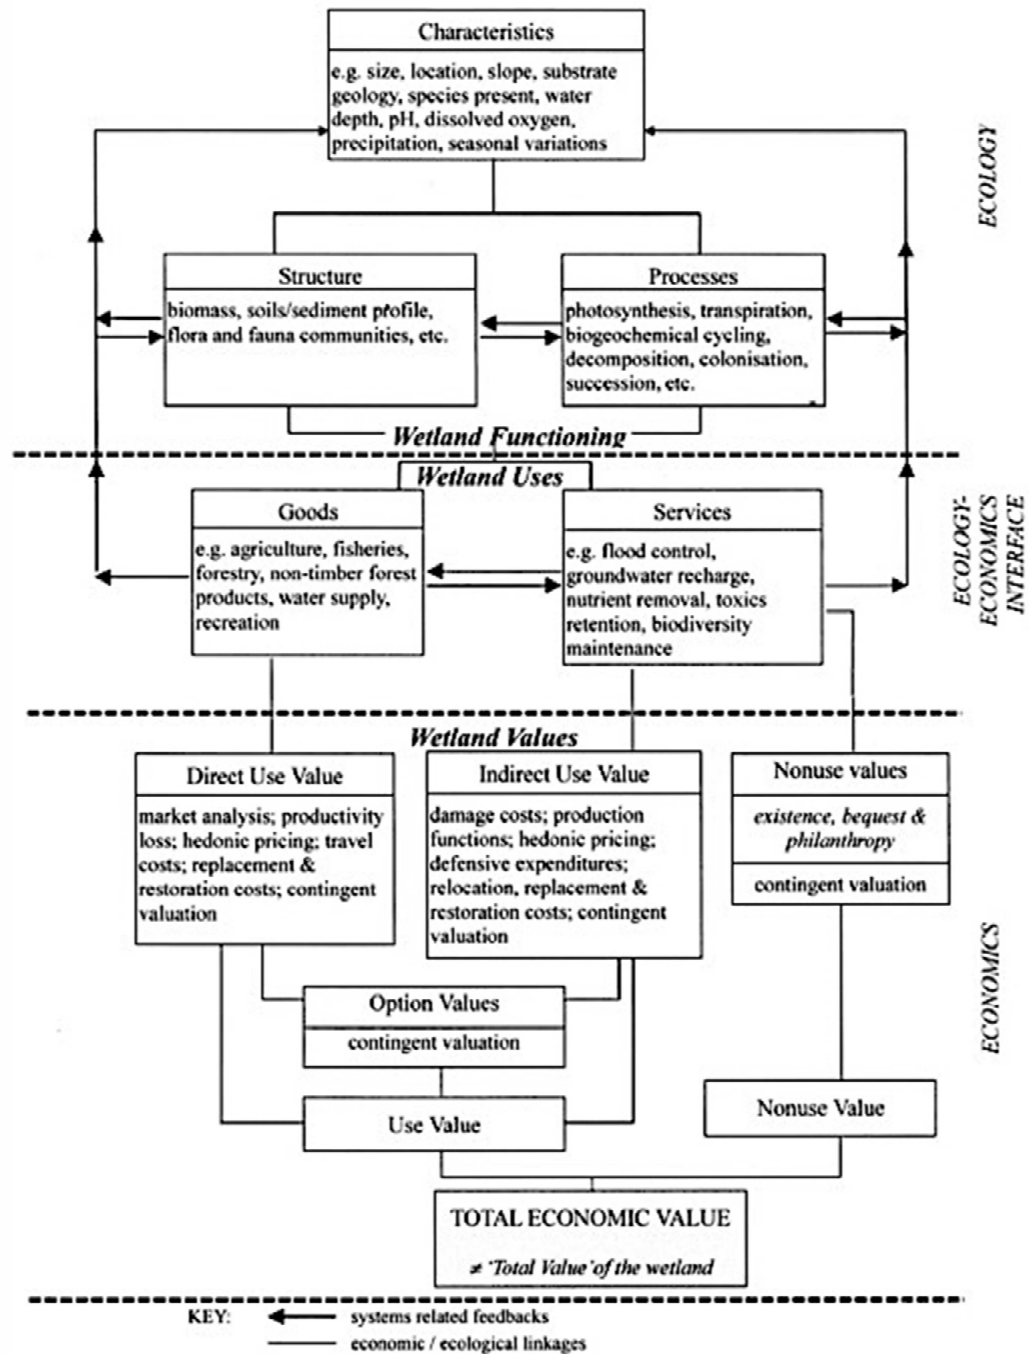 Characteristics
e.g. size, location, slope, substrate
geology, species present, water
depth, pH, dissolved oxygen,
precipitation, seasonal variations
ECOLOGY
Structure
biomass, soils/sediment profile,
flora and fauna communities, etc.
Processes
photosynthesis, transpiration,
biogeochemical cycling,
decomposition, colonisation,
succession, etc.
Wetland Functioning
Wetland Uses
Goods
e.g. agriculture, fisheries,
forestry, non-timber forest
products, water supply,
recreation
Services
e.g. flood control,
groundwater recharge,
nutrient removal, toxics
retention, biodiversity
maintenance
ECOLOGY-
ECONOMICS
INTERFACE
Wetland Values
Direct Use Value
market analysis; productivity
loss; hedonic pricing; travel
costs; replacement &
restoration costs; contingent
valuation
Indirect Use Value
damage costs; production
functions; hedonic pricing;
defensive expenditures;
relocation, replacement &
restoration costs; contingent
valuation
Nonuse values
existence, bequest &
philanthropy
contingent valuation
ECONOMICS
Option Values
contingent valuation
Use Value
Nonuse Value
TOTAL ECONOMIC VALUE
≠ 'Total Value' of the wetland
KEY:
systems related feedbacks
economic / ecological linkages